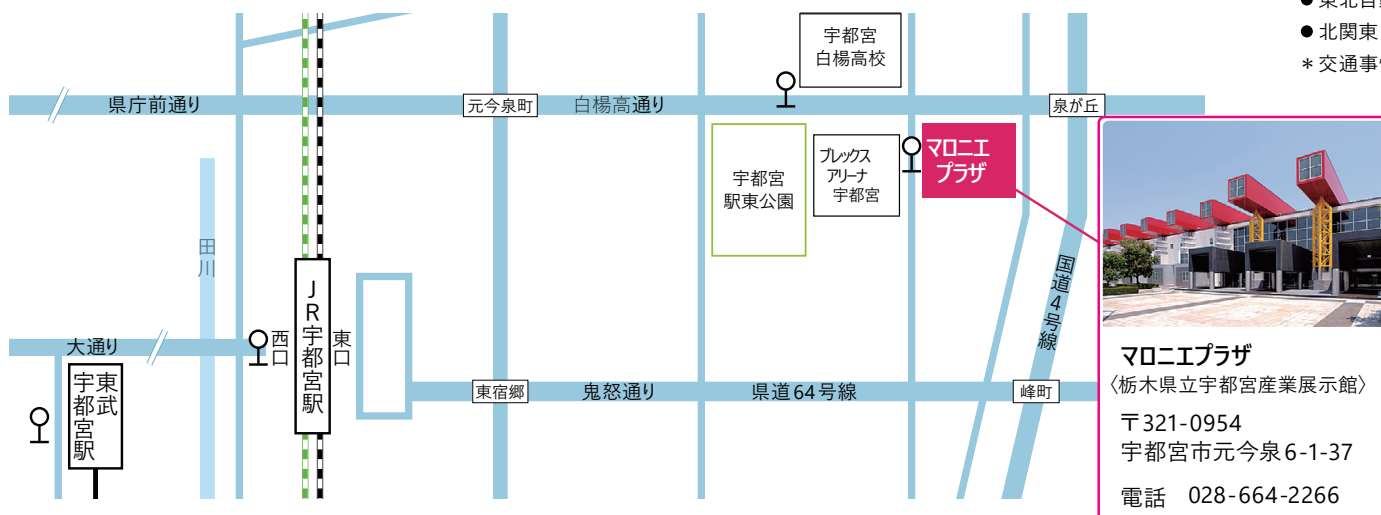 ● 東北自動
● 北関東
＊交通事
宇都宮
白楊高校
県庁前通り
元今泉町
白楊高通り
泉が丘
宇都宮
駅東公園
ブレックス
アリーナ
宇都宮
マロニエ
プラザ
田川
国道4号線
JR宇都宮駅
西口
東口
大通り
東武
宇都宮駅
東宿郷
鬼怒通り
県道64号線
峰町
マロニエプラザ
〈栃木県立宇都宮産業展示館〉
〒321-0954
宇都宮市元今泉6-1-37
電話 028-664-2266